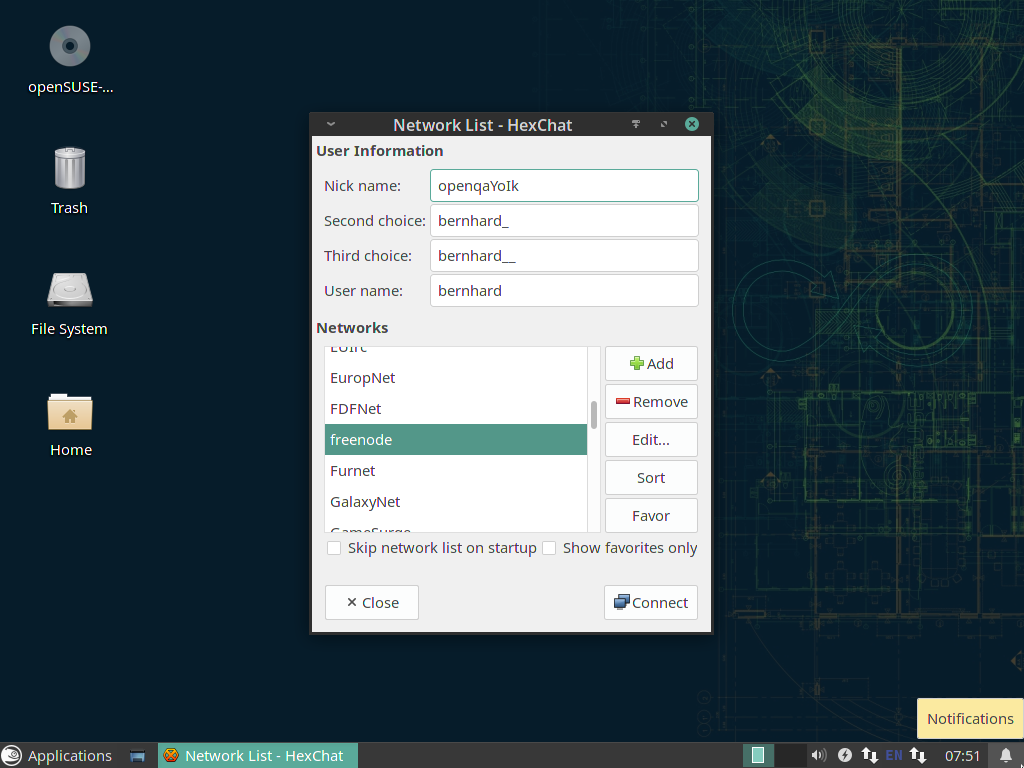 openSUSE-...
Trash
File System
Home
Network List - HexChat
User Information
Nick name: openqaYoIk
Second choice: bernhard_
Third choice: bernhard__
User name: bernhard
Networks
EUIrc
EuropNet
FDFNet
freenode
Furnet
GalaxyNet
GameSurge
Add
Remove
Edit...
Sort
Favor
Skip network list on startup Show favorites only
Close
Connect
Notifications
Applications
Network List - HexChat
EN
07:51